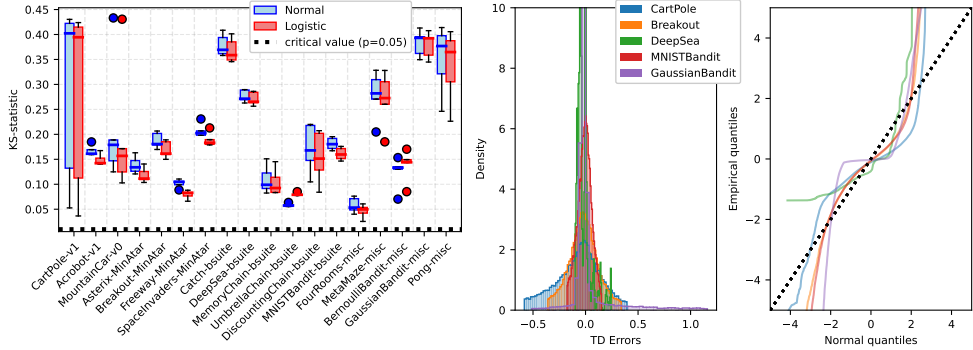 Normal
Logistic
critical value (p=0.05)
KS-statistic
0.45
0.40
0.35
0.30
0.25
0.20
0.15
0.10
0.05
CartPole-v1
Acrobot-v1
MountainCar-v0
Asterix-MinAtar
Breakout-MinAtar
Freeway-MinAtar
SpaceInvaders-MinAtar
Catch-bsuite
DeepSea-bsuite
MemoryChain-bsuite
UmbrellaChain-bsuite
DiscountingChain-bsuite
MNISTBandit-bsuite
FourRooms-misc
MetaMaze-misc
BernoulliBandit-misc
GaussianBandit-misc
Pong-misc
CartPole
Breakout
DeepSea
MNISTBandit
GaussianBandit
Density
10
8
6
4
2
0
−0.5
0.0
0.5
1.0
TD Errors
Empirical quantiles
4
2
0
−2
−4
−4
−2
0
2
4
Normal quantiles